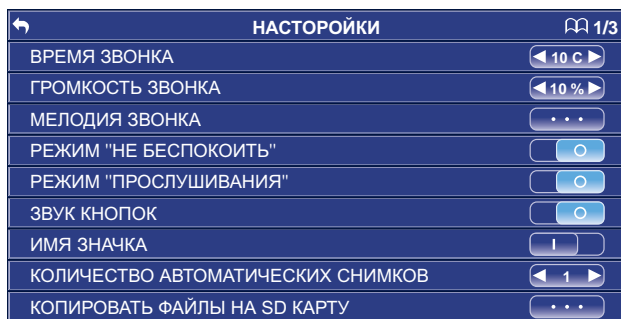 НАСТОРОЙКИ 1/3
ВРЕМЯ ЗВОНКА 10 С
ГРОМКОСТЬ ЗВОНКА 10 %
МЕЛОДИЯ ЗВОНКА • • •
РЕЖИМ "НЕ БЕСПОКОИТЬ"
РЕЖИМ "ПРОСЛУШИВАНИЯ"
ЗВУК КНОПОК
ИМЯ ЗНАЧКА
КОЛИЧЕСТВО АВТОМАТИЧЕСКИХ СНИМКОВ 1
КОПИРОВАТЬ ФАЙЛЫ НА SD КАРТУ • • •